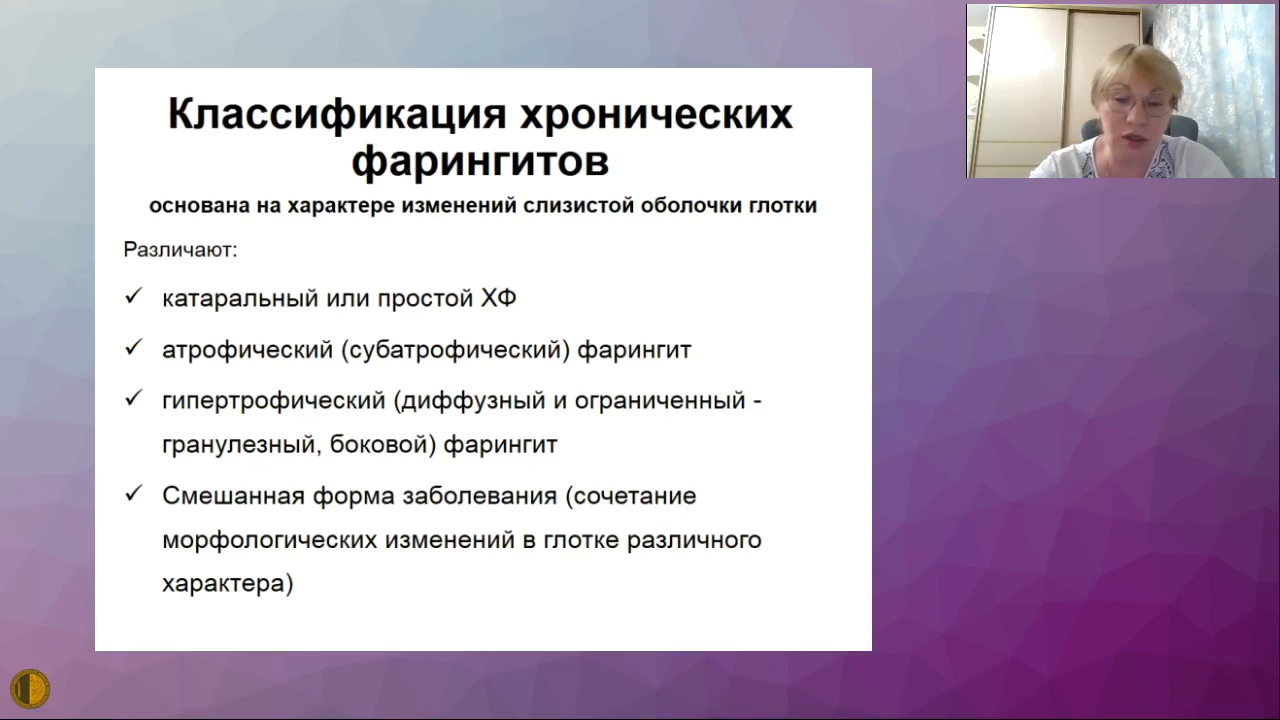 Классификация хронических
фарингитов
основана на характере изменений слизистой оболочки глотки
Различают:
катаральный или простой ХФ
атрофический (субатрофический) фарингит
гипертрофический (диффузный и ограниченный -
гранулезный, боковой) фарингит
Смешанная форма заболевания (сочетание
морфологических изменений в глотке различного
характера)